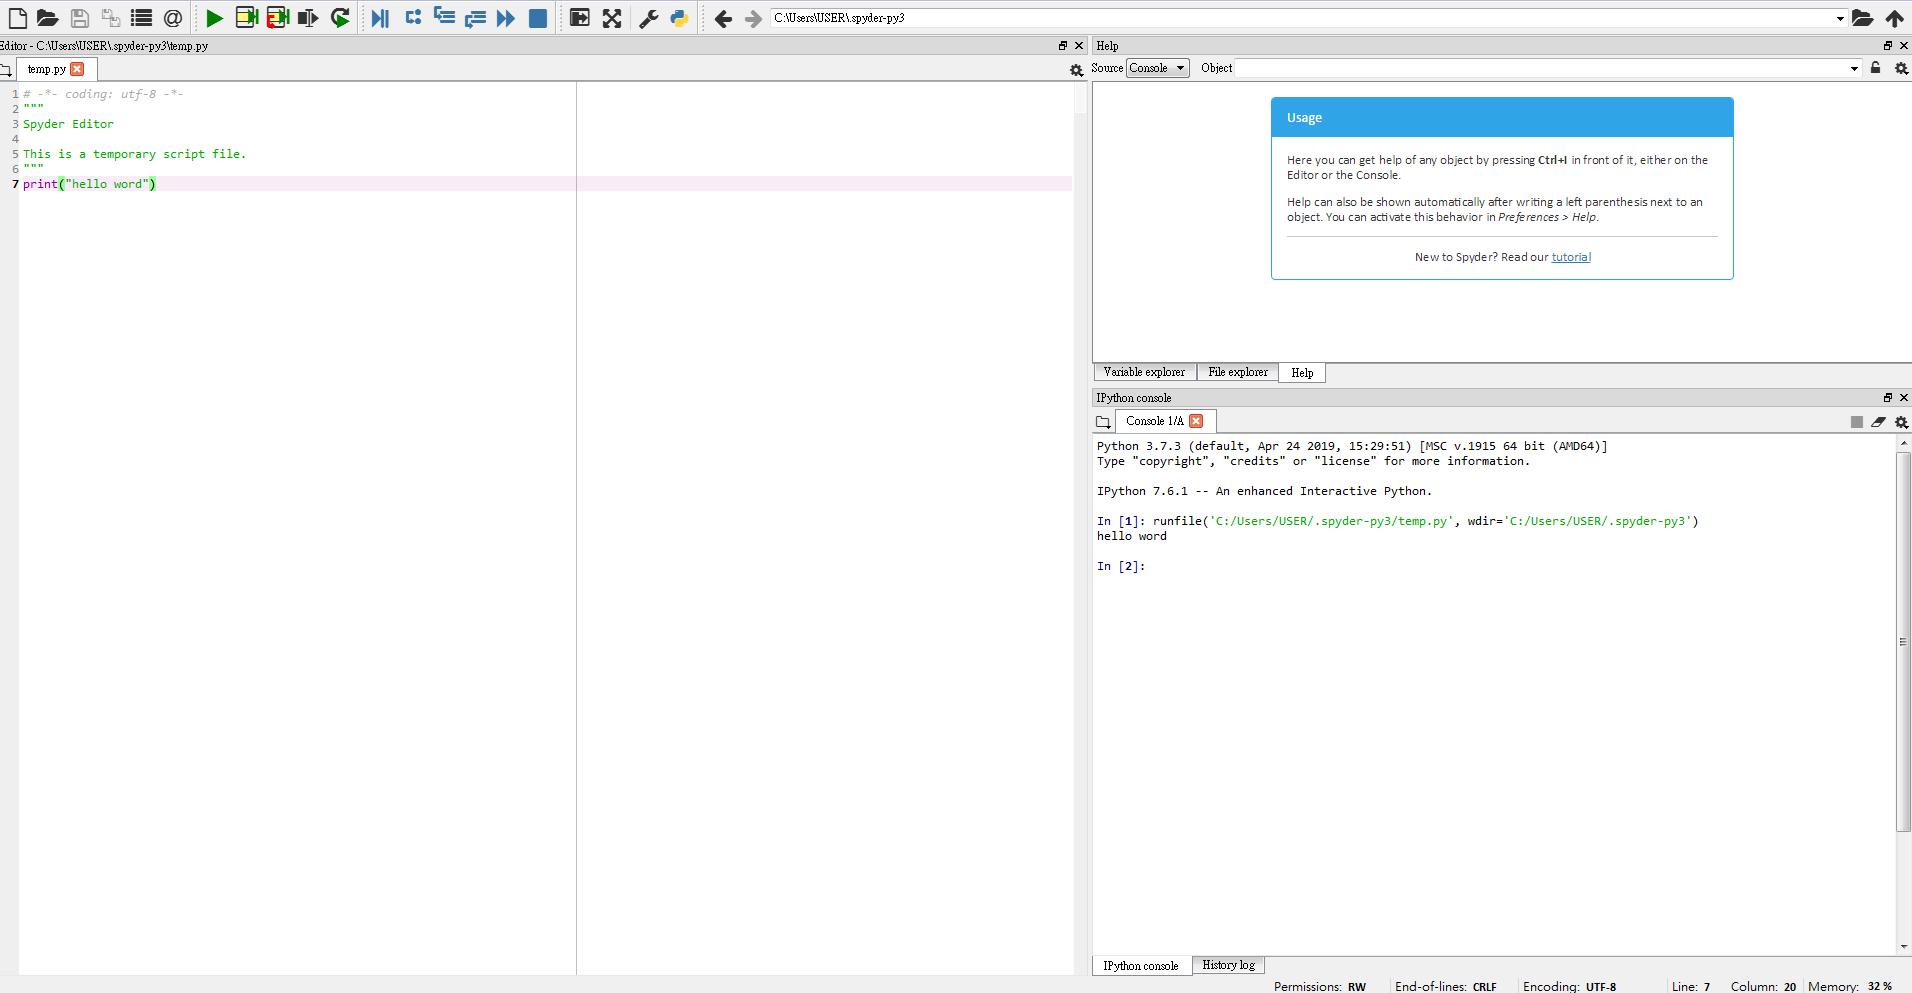 C:\Users\USER\.spyder-py3
Editor - C:\Users\USER\.spyder-py3\temp.py
temp.py
1 # -*- coding: utf-8 -*-
2 """
3 Spyder Editor
4
5 This is a temporary script file.
6 """
7 print("hello word")
Help
Source Console Object
Usage
Here you can get help of any object by pressing Ctrl+I in front of it, either on the
Editor or the Console.
Help can also be shown automatically after writing a left parenthesis next to an
object. You can activate this behavior in Preferences > Help.
New to Spyder? Read our tutorial
Variable explorer File explorer Help
IPython console
Console 1/A
Python 3.7.3 (default, Apr 24 2019, 15:29:51) [MSC v.1915 64 bit (AMD64)]
Type "copyright", "credits" or "license" for more information.
IPython 7.6.1 -- An enhanced Interactive Python.
In [1]: runfile('C:/Users/USER/.spyder-py3/temp.py', wdir='C:/Users/USER/.spyder-py3')
hello word
In [2]:
IPython console History log
Permissions: RW End-of-lines: CRLF Encoding: UTF-8 Line: 7 Column: 20 Memory: 32 %